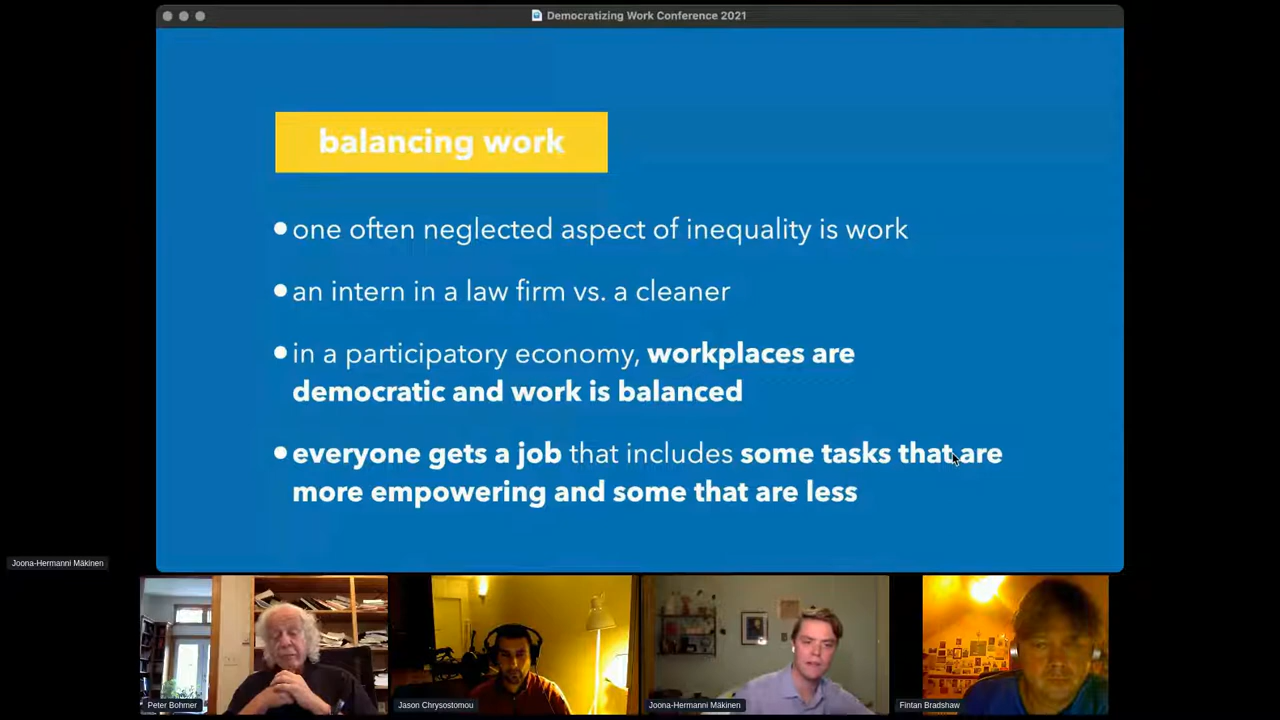 Democratizing Work Conference 2021
balancing work
one often neglected aspect of inequality is work
an intern in a law firm vs. a cleaner
in a participatory economy, workplaces are
democratic and work is balanced
everyone gets a job that includes some tasks that are
more empowering and some that are less
Joona-Hermanni Mäkinen
Peter Bohmer
Jason Chrysostomou
Joona-Hermanni Mäkinen
Fintan Bradshaw